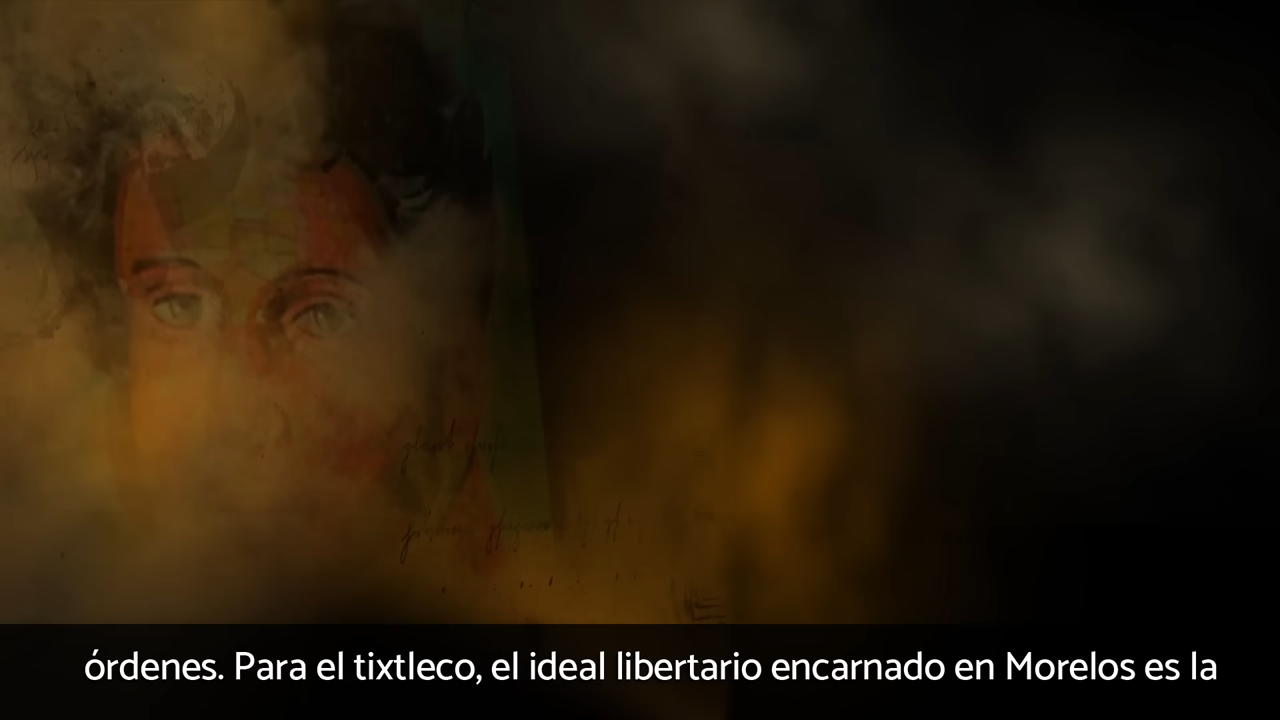 órdenes. Para el tixtleco, el ideal libertario encarnado en Morelos es la